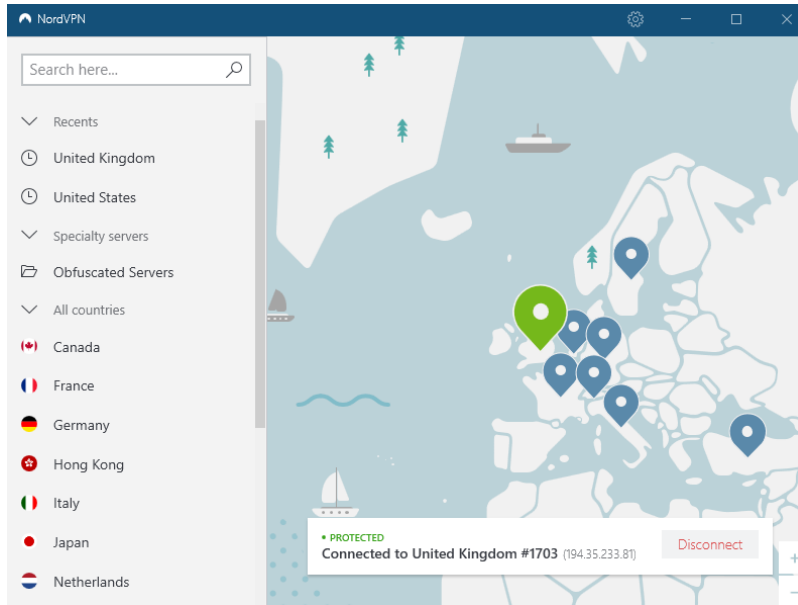 NordVPN
Search here...
Recents
United Kingdom
United States
Specialty servers
Obfuscated Servers
All countries
Canada
France
Germany
Hong Kong
Italy
Japan
Netherlands
PROTECTED
Connected to United Kingdom #1703 (194.35.233.81)
Disconnect